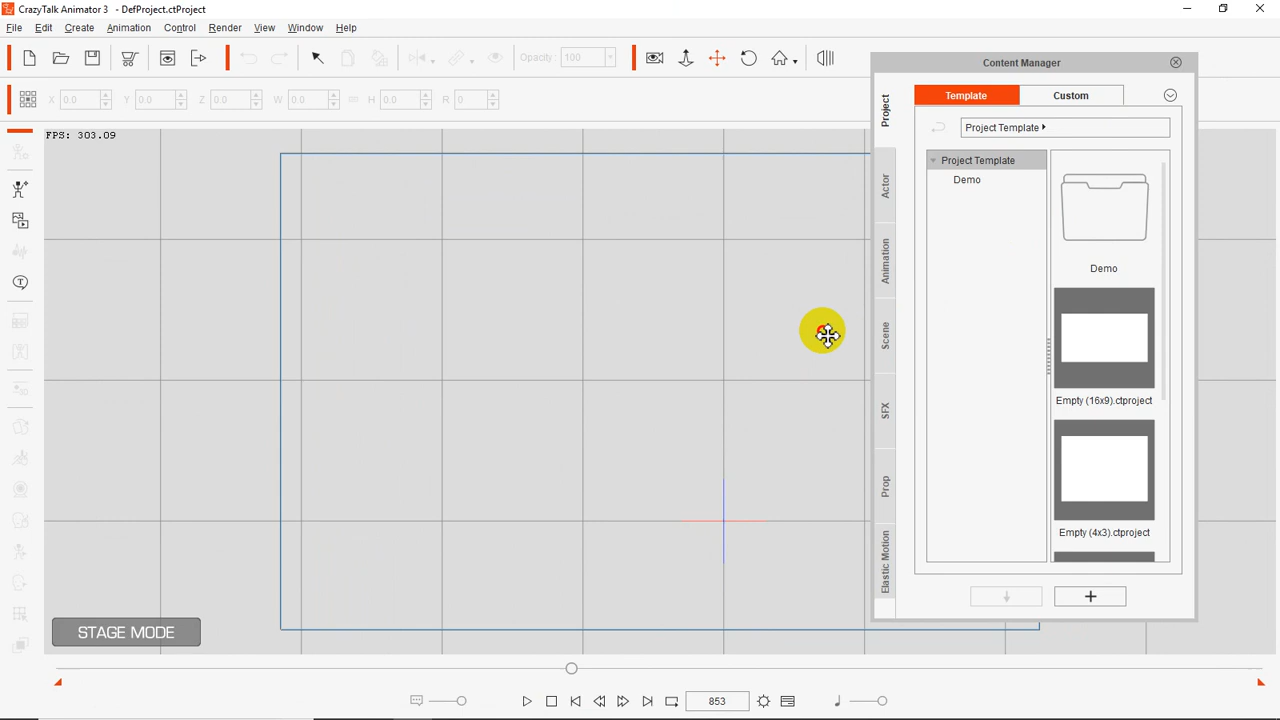 CrazyTalk Animator 3 - DefProject.ctProject
File Edit Create Animation Control Render View Window Help
Opacity : 100
X 0.0 Y 0.0 Z 0.0 W 0.0 H 0.0 R 0
FPS: 303.09
Content Manager
Template Custom
Project Template
Project Template
Demo
Demo
Empty (16x9).ctproject
Empty (4x3).ctproject
Project
Actor
Animation
Scene
SFX
Prop
Elastic Motion
STAGE MODE
853